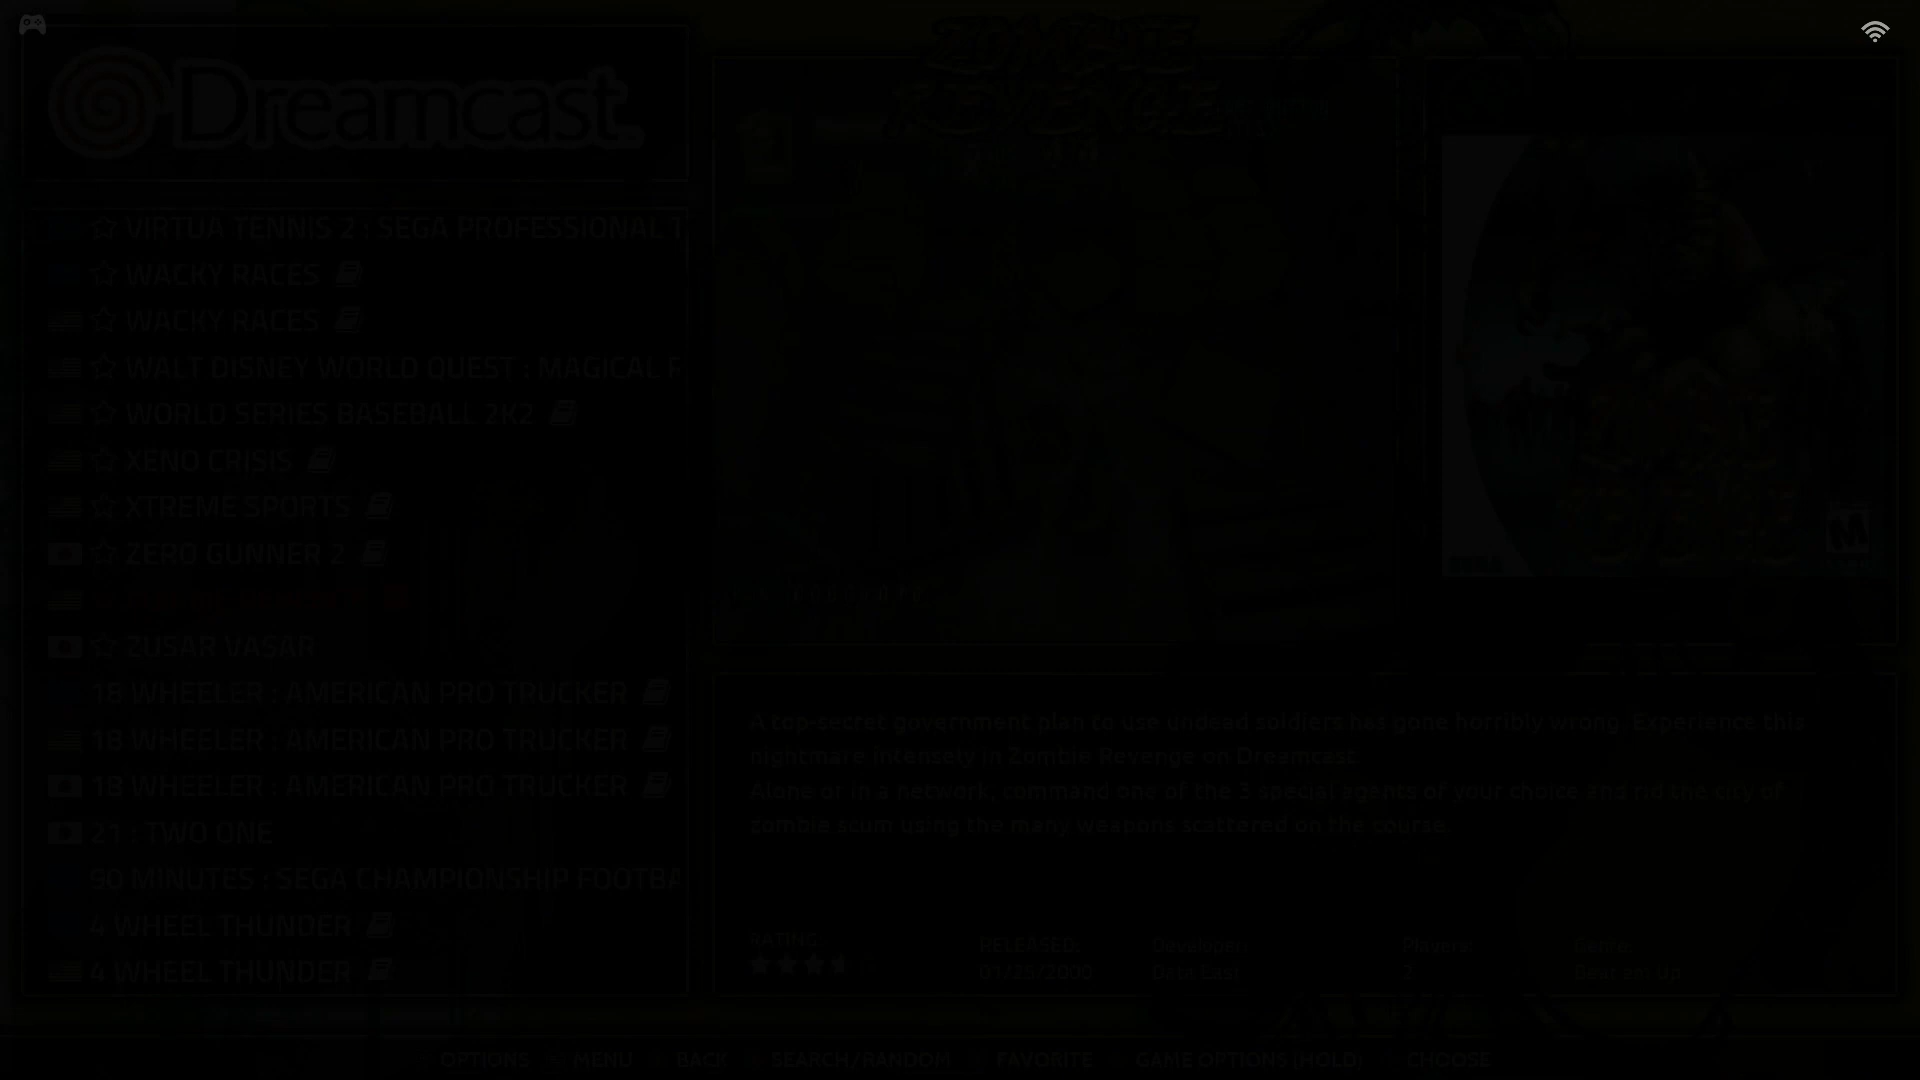 Dreamcast
VIRTUA TENNIS 2 : SEGA PROFESSIONAL T
WACKY RACES
WACKY RACES
WALT DISNEY WORLD QUEST : MAGICAL R
WORLD SERIES BASEBALL 2K2
XENO CRISIS
XTREME SPORTS
ZERO GUNNER 2
ZUSAR VASAR
18 WHEELER : AMERICAN PRO TRUCKER
18 WHEELER : AMERICAN PRO TRUCKER
18 WHEELER : AMERICAN PRO TRUCKER
21 : TWO ONE
90 MINUTES : SEGA CHAMPIONSHIP FOOTBA
4 WHEEL THUNDER
4 WHEEL THUNDER
ZOMBIE
REVENGE
ZOMBIE
REVENGE
M
SEGA
A top-secret government plan to use undead soldiers has gone horribly wrong. Experience this
nightmare intensely in Zombie Revenge on Dreamcast.
Alone or in a network, command one of the 3 special agents of your choice and rid the city of
zombie scum using the many weapons scattered on the course.
RATING: RELEASED: Developer: Players: Genre:
01/25/2000 Data East 2 Beat em up
OPTIONS MENU BACK SEARCH/RANDOM FAVORITE GAME OPTIONS (HOLD) CHOOSE